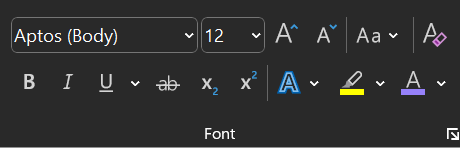 Aptos (Body) 12 A A Aa A
B I U ab x2 x2 A A
Font